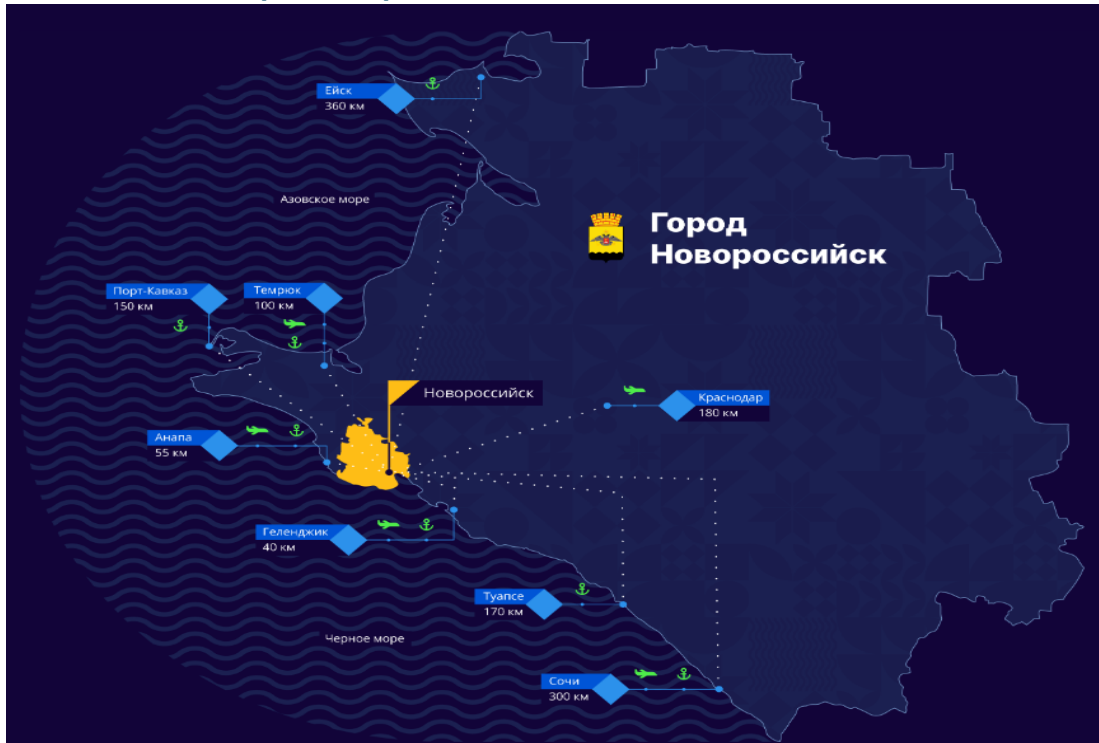 Ейск
360 км
Азовское море
Город
Новороссийск
Порт-Кавказ
150 км
Темрюк
100 км
Новороссийск
Краснодар
180 км
Анапа
55 км
Геленджик
40 км
Туапсе
170 км
Черное море
Сочи
300 км